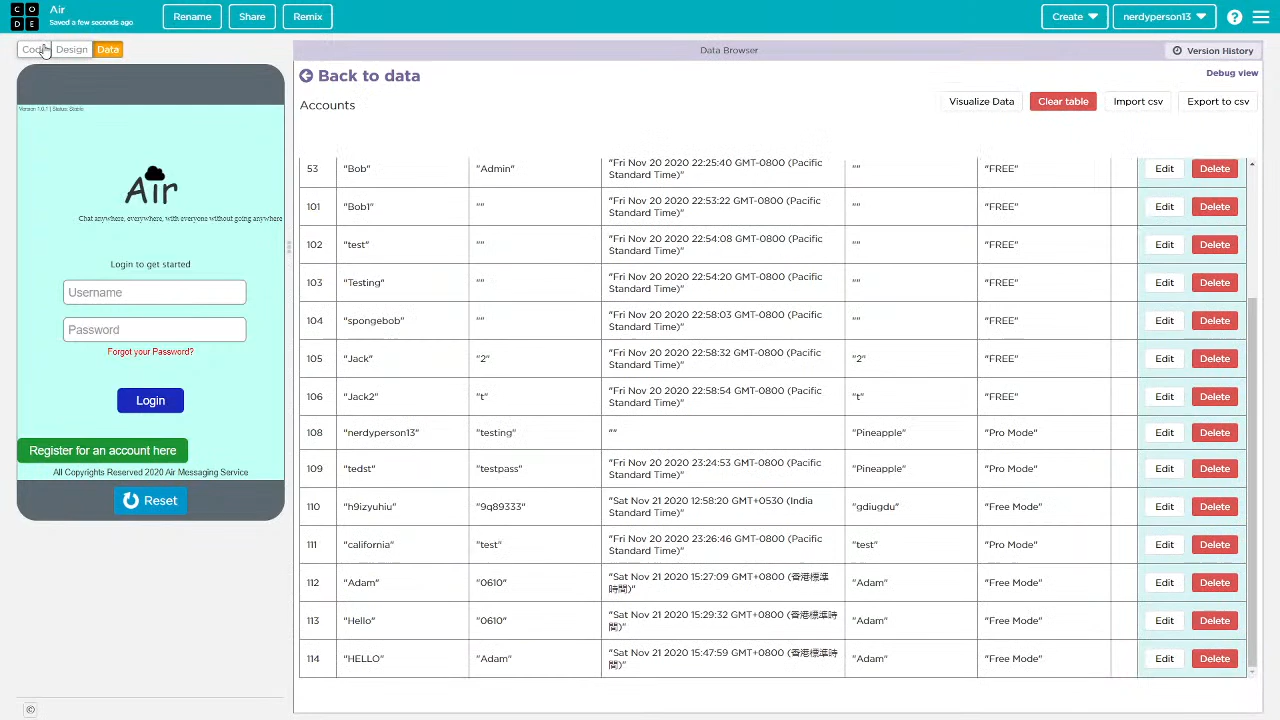 CODE
Air
Saved a few seconds ago
Rename
Share
Remix
Create
nerdyperson13
?
Code
Design
Data
Data Browser
Version History
Back to data
Debug view
Accounts
Visualize Data
Clear table
Import csv
Export to csv
Version 1.0.1 | Status: Stable
Air
Chat anywhere, everywhere, with everyone without going anywhere
Login to get started
Username
Password
Forgot your Password?
Login
Register for an account here
All Copyrights Reserved 2020 Air Messaging Service
Reset
53 "Bob" "Admin" "Fri Nov 20 2020 22:25:40 GMT-0800 (Pacific "" "FREE" Edit Delete
Standard Time)"
101 "Bob1" "" "Fri Nov 20 2020 22:53:22 GMT-0800 (Pacific "" "FREE" Edit Delete
Standard Time)"
102 "test" "" "Fri Nov 20 2020 22:54:08 GMT-0800 (Pacific "" "FREE" Edit Delete
Standard Time)"
103 "Testing" "" "Fri Nov 20 2020 22:54:20 GMT-0800 (Pacific "" "FREE" Edit Delete
Standard Time)"
104 "spongebob" "" "Fri Nov 20 2020 22:58:03 GMT-0800 (Pacific "" "FREE" Edit Delete
Standard Time)"
105 "Jack" "2" "Fri Nov 20 2020 22:58:32 GMT-0800 (Pacific "2" "FREE" Edit Delete
Standard Time)"
106 "Jack2" "t" "Fri Nov 20 2020 22:58:54 GMT-0800 (Pacific "t" "FREE" Edit Delete
Standard Time)"
108 "nerdyperson13" "testing" "" "Pineapple" "Pro Mode" Edit Delete
109 "tedst" "testpass" "Fri Nov 20 2020 23:24:53 GMT-0800 (Pacific "Pineapple" "Pro Mode" Edit Delete
Standard Time)"
110 "h9izyuhiu" "9q89333" "Sat Nov 21 2020 12:58:20 GMT+0530 (India "gdiugdu" "Free Mode" Edit Delete
Standard Time)"
111 "california" "test" "Fri Nov 20 2020 23:26:46 GMT-0800 (Pacific "test" "Pro Mode" Edit Delete
Standard Time)"
112 "Adam" "0610" "Sat Nov 21 2020 15:27:09 GMT+0800 (香港標準 "Adam" "Free Mode" Edit Delete
時間)"
113 "Hello" "0610" "Sat Nov 21 2020 15:29:32 GMT+0800 (香港標準時 "Adam" "Free Mode" Edit Delete
間)"
114 "HELLO" "Adam" "Sat Nov 21 2020 15:47:59 GMT+0800 (香港標準時 "Adam" "Free Mode" Edit Delete
間)"
©